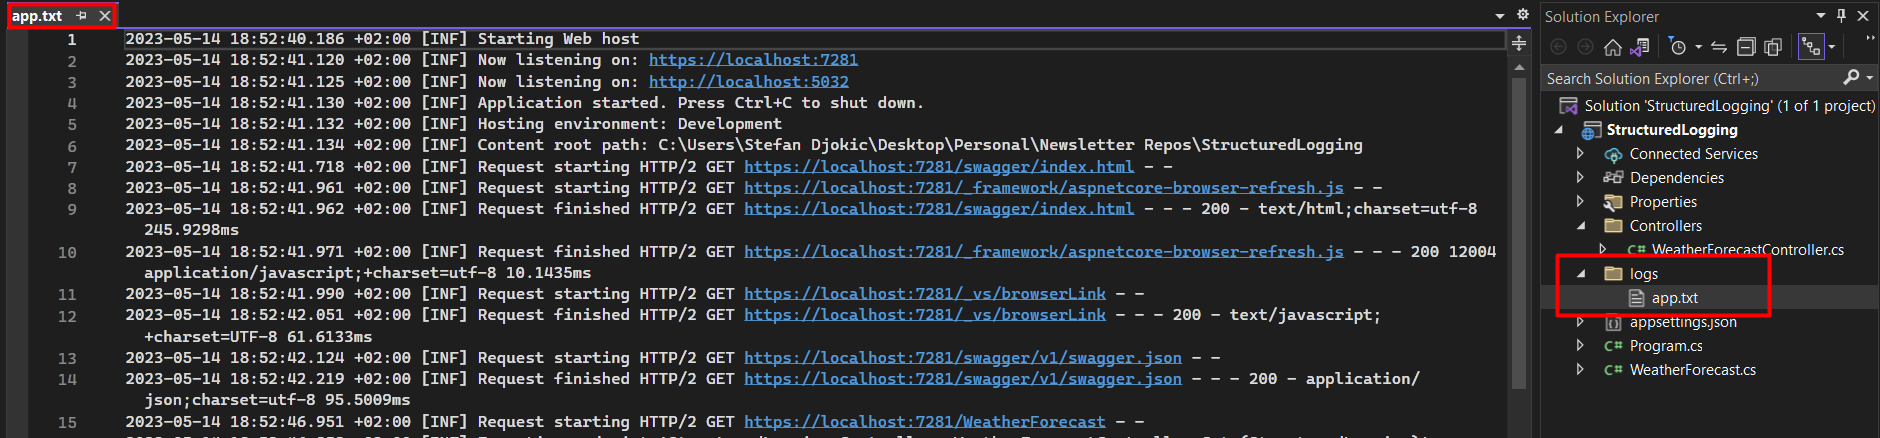 app.txt
1 2023-05-14 18:52:40.186 +02:00 [INF] Starting Web host
2 2023-05-14 18:52:41.120 +02:00 [INF] Now listening on: https://localhost:7281
3 2023-05-14 18:52:41.125 +02:00 [INF] Now listening on: http://localhost:5032
4 2023-05-14 18:52:41.130 +02:00 [INF] Application started. Press Ctrl+C to shut down.
5 2023-05-14 18:52:41.132 +02:00 [INF] Hosting environment: Development
6 2023-05-14 18:52:41.134 +02:00 [INF] Content root path: C:\Users\Stefan Djokic\Desktop\Personal\Newsletter Repos\StructuredLogging
7 2023-05-14 18:52:41.718 +02:00 [INF] Request starting HTTP/2 GET https://localhost:7281/swagger/index.html - -
8 2023-05-14 18:52:41.961 +02:00 [INF] Request starting HTTP/2 GET https://localhost:7281/_framework/aspnetcore-browser-refresh.js - -
9 2023-05-14 18:52:41.962 +02:00 [INF] Request finished HTTP/2 GET https://localhost:7281/swagger/index.html - - - 200 - text/html;charset=utf-8
245.9298ms
10 2023-05-14 18:52:41.971 +02:00 [INF] Request finished HTTP/2 GET https://localhost:7281/_framework/aspnetcore-browser-refresh.js - - - 200 12004
application/javascript;+charset=utf-8 10.1435ms
11 2023-05-14 18:52:41.990 +02:00 [INF] Request starting HTTP/2 GET https://localhost:7281/_vs/browserLink - -
12 2023-05-14 18:52:42.051 +02:00 [INF] Request finished HTTP/2 GET https://localhost:7281/_vs/browserLink - - - 200 - text/javascript;
+charset=UTF-8 61.6133ms
13 2023-05-14 18:52:42.124 +02:00 [INF] Request starting HTTP/2 GET https://localhost:7281/swagger/v1/swagger.json - -
14 2023-05-14 18:52:42.219 +02:00 [INF] Request finished HTTP/2 GET https://localhost:7281/swagger/v1/swagger.json - - - 200 - application/
json;charset=utf-8 95.5009ms
15 2023-05-14 18:52:46.951 +02:00 [INF] Request starting HTTP/2 GET https://localhost:7281/WeatherForecast - -
Solution Explorer
Search Solution Explorer (Ctrl+;)
Solution 'StructuredLogging' (1 of 1 project)
StructuredLogging
Connected Services
Dependencies
Properties
Controllers
C# WeatherForecastController.cs
logs
app.txt
appsettings.json
C# Program.cs
C# WeatherForecast.cs